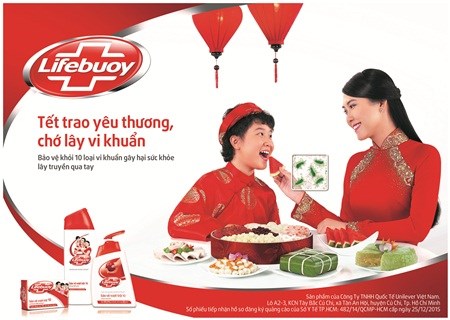 Lifebuoy
Tết trao yêu thương,
chớ lây vi khuẩn
Bảo vệ khỏi 10 loại vi khuẩn gây hại sức khỏe
lây truyền qua tay
Sản phẩm của Công Ty TNHH Quốc Tế Unilever Việt Nam.
Lô A2-3, KCN Tây Bắc Củ Chi, xã Tân An Hội, huyện Củ Chi, Tp. Hồ Chí Minh
Số phiếu tiếp nhận hồ sơ đăng ký quảng cáo của Sở Y Tế TP.HCM: 482/14/QCMP-HCM cấp ngày 25/12/2015